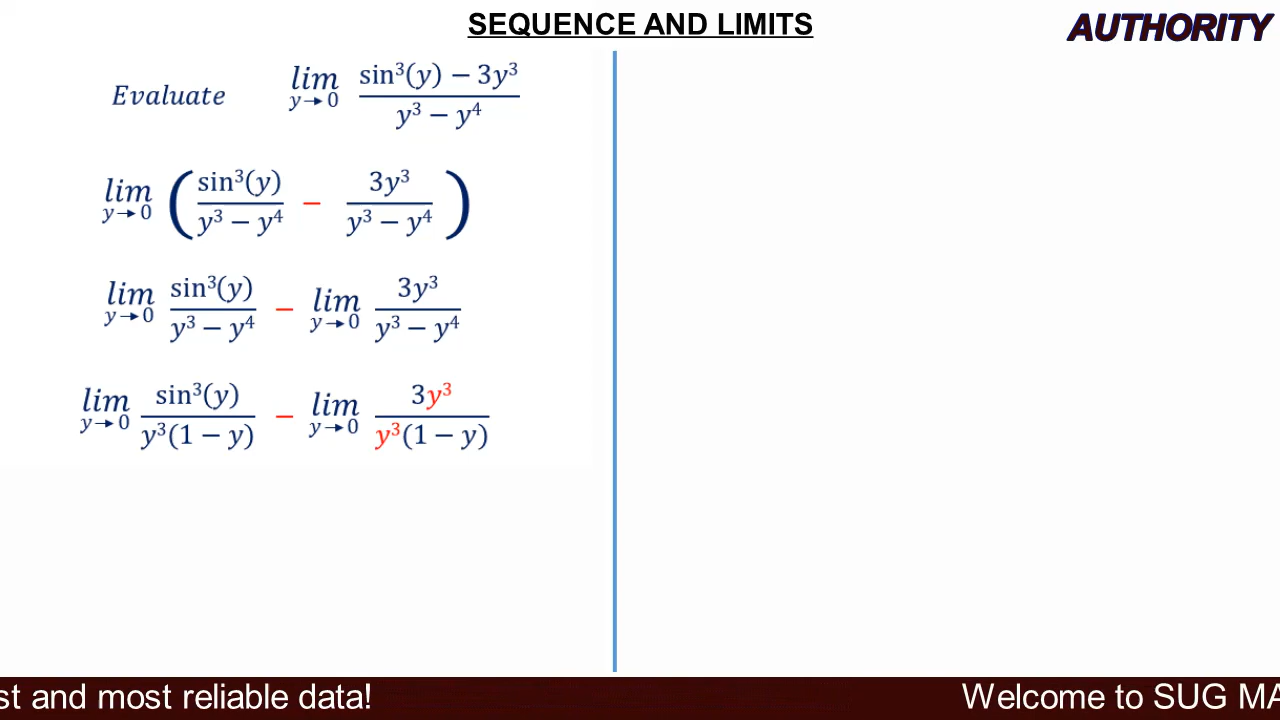 SEQUENCE AND LIMITS
AUTHORITY
Evaluate lim y→0 (sin³(y) − 3y³)/(y³ − y⁴)
lim y→0 ( sin³(y)/(y³ − y⁴) − 3y³/(y³ − y⁴) )
lim y→0 sin³(y)/(y³ − y⁴) − lim y→0 3y³/(y³ − y⁴)
lim y→0 sin³(y)/(y³(1 − y)) − lim y→0 3y³/(y³(1 − y))
st and most reliable data! Welcome to SUG MA